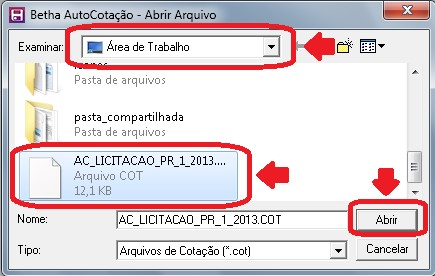 Betha AutoCotação - Abrir Arquivo
Examinar:
Área de Trabalho
Pasta de arquivos
pasta_compartilhada
Pasta de arquivos
AC_LICITACAO_PR_1_2013....
Arquivo COT
12,1 KB
Nome:
AC_LICITACAO_PR_1_2013.COT
Abrir
Tipo:
Arquivos de Cotação (*.cot)
Cancelar